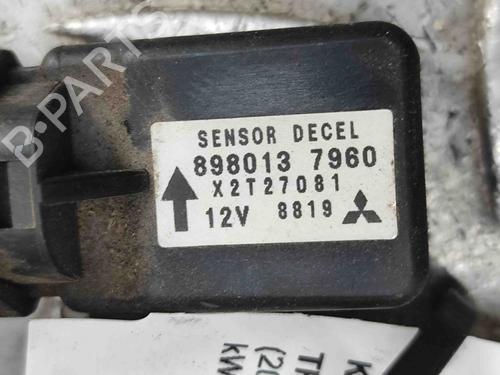 B-PARTS
SENSOR DECEL
898013 7960
X2T27081
12V 8819